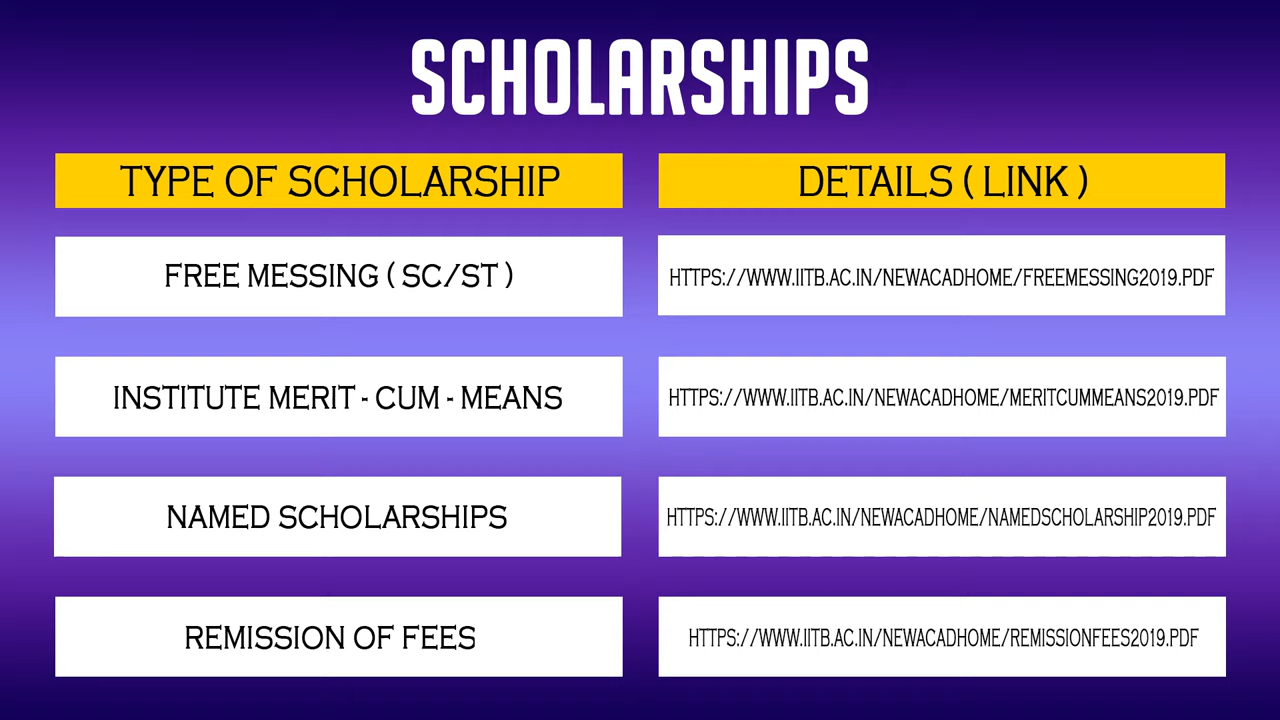 SCHOLARSHIPS
TYPE OF SCHOLARSHIP
DETAILS ( LINK )
FREE MESSING ( SC/ST )
HTTPS://WWW.IITB.AC.IN/NEWACADHOME/FREEMESSING2019.PDF
INSTITUTE MERIT - CUM - MEANS
HTTPS://WWW.IITB.AC.IN/NEWACADHOME/MERITCUMMEANS2019.PDF
NAMED SCHOLARSHIPS
HTTPS://WWW.IITB.AC.IN/NEWACADHOME/NAMEDSCHOLARSHIP2019.PDF
REMISSION OF FEES
HTTPS://WWW.IITB.AC.IN/NEWACADHOME/REMISSIONFEES2019.PDF